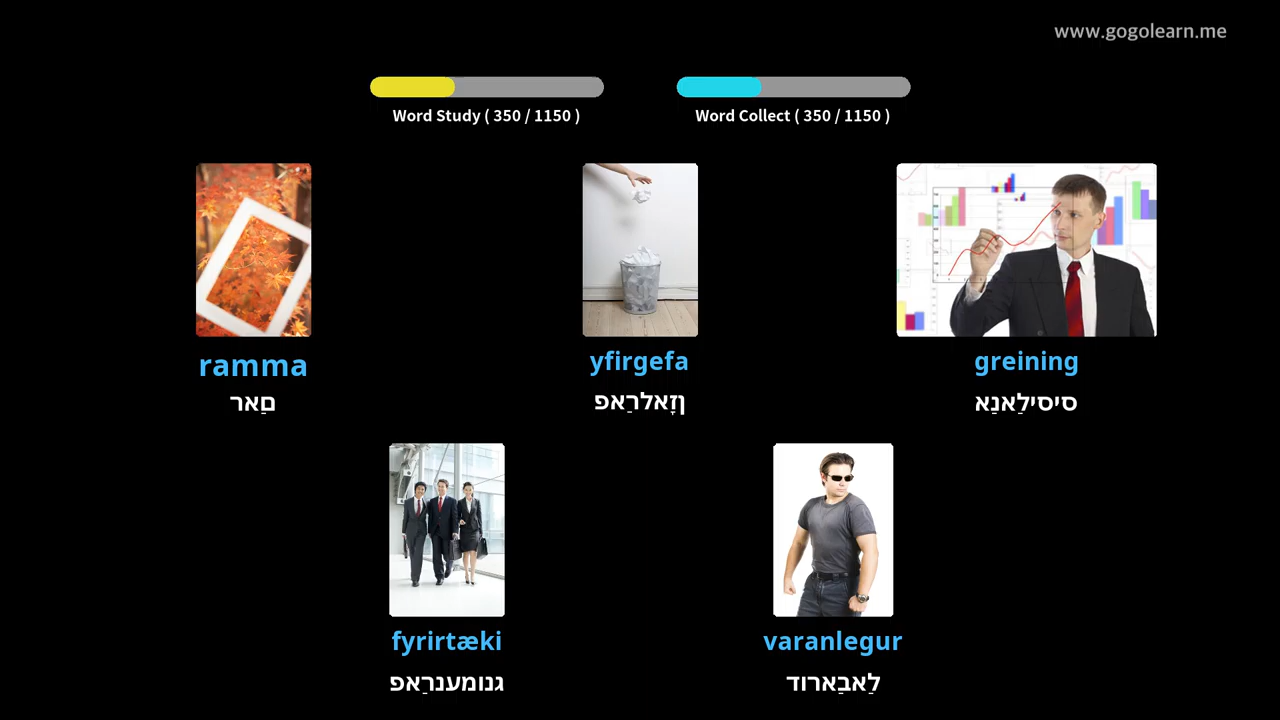 www.gogolearn.me
Word Study ( 350 / 1150 )
Word Collect ( 350 / 1150 )
ramma
םַאר
yfirgefa
ןזָאלרַאפ
greining
סיסילַאנַא
fyrirtæki
גנומענרַאפ
varanlegur
לַאבַארוד